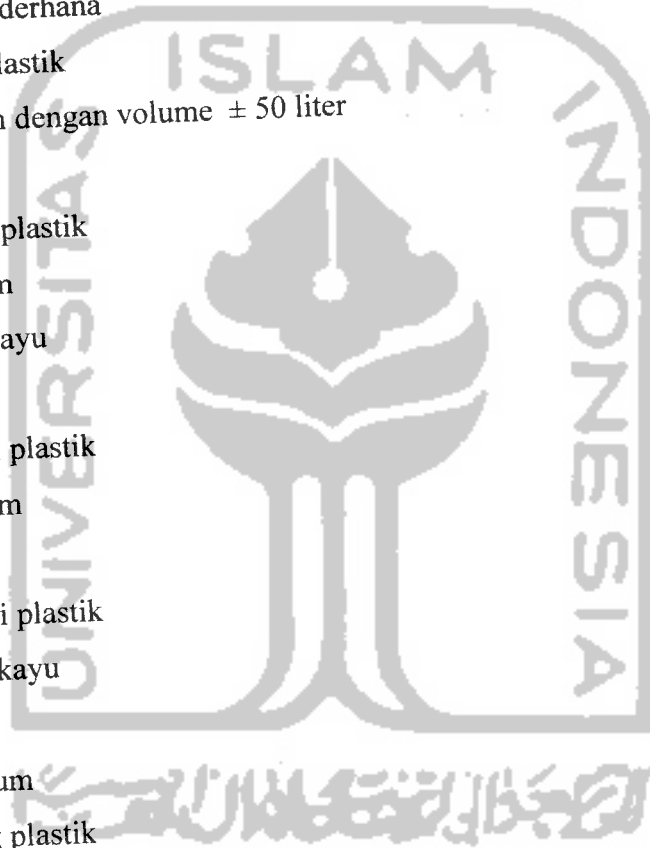 derhana
lastik
dengan volume ± 50 liter
plastik
ayu
plastik
m
i plastik
kayu
um
plastik
UNIVERSITAS
ISLAM
INDONESIA